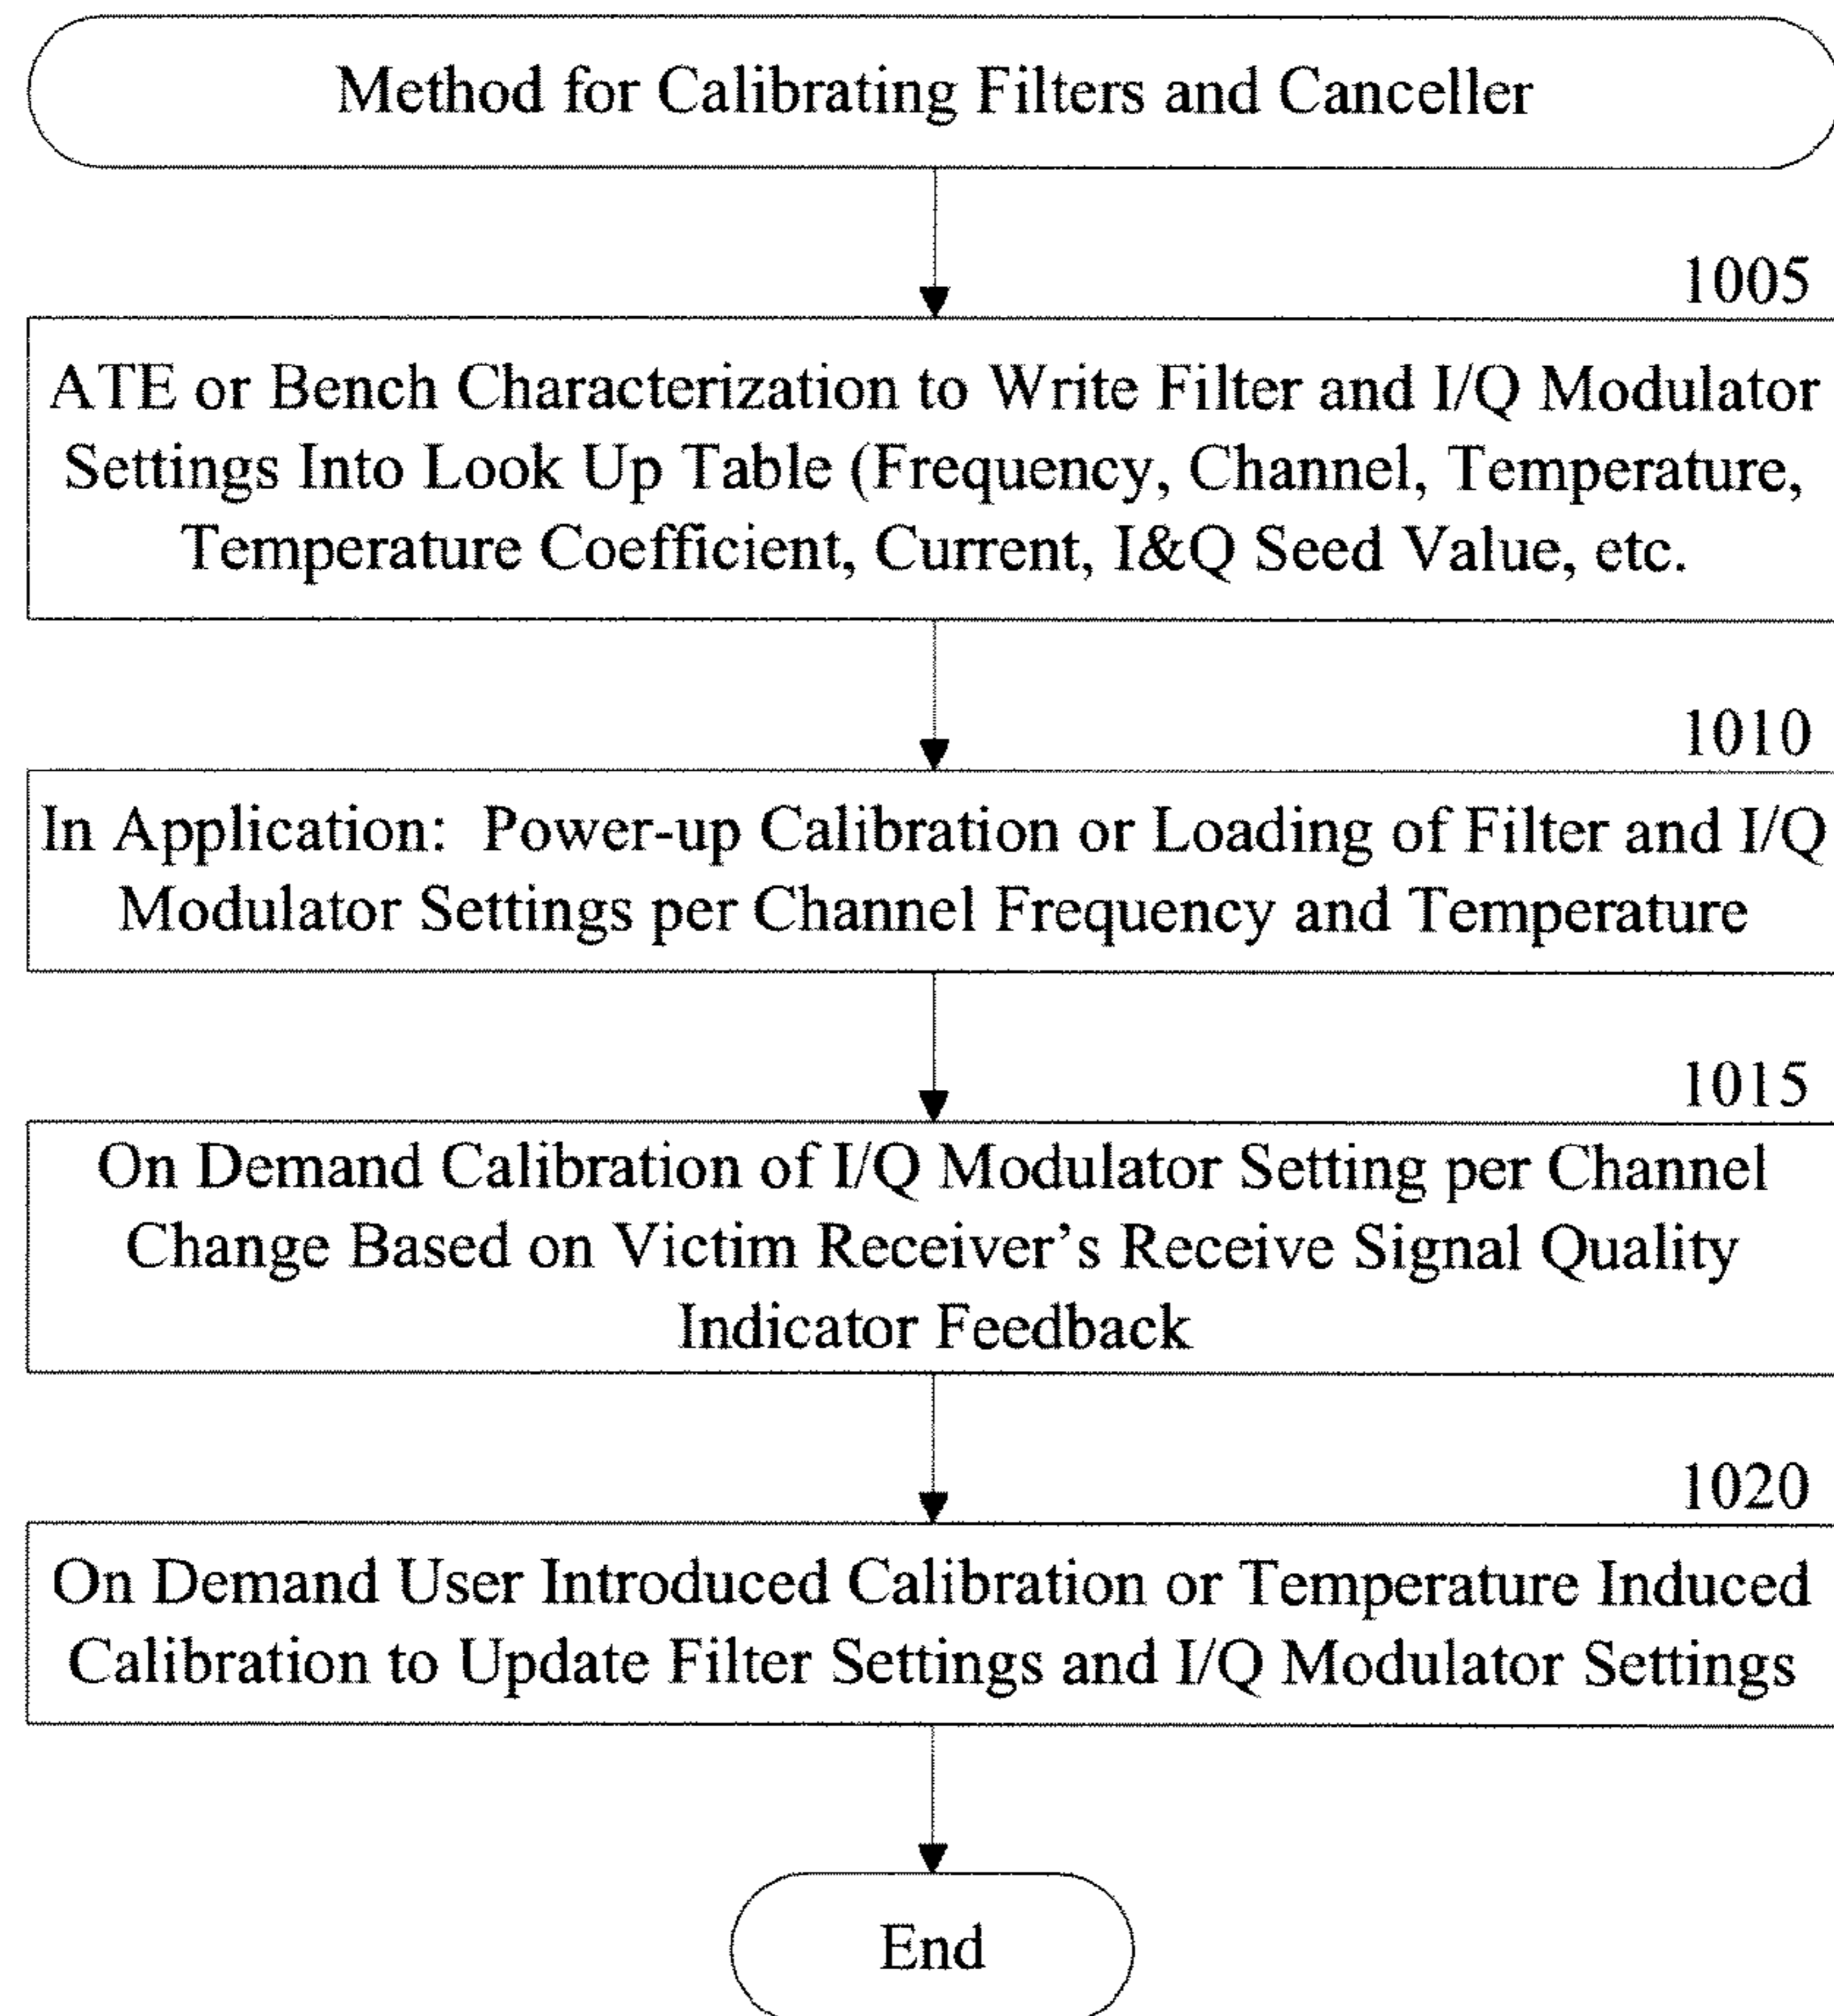 Method for Calibrating Filters and Canceller
1005
ATE or Bench Characterization to Write Filter and I/Q Modulator
Settings Into Look Up Table (Frequency, Channel, Temperature,
Temperature Coefficient, Current, I&Q Seed Value, etc.
1010
In Application:  Power-up Calibration or Loading of Filter and I/Q
Modulator Settings per Channel Frequency and Temperature
1015
On Demand Calibration of I/Q Modulator Setting per Channel
Change Based on Victim Receiver’s Receive Signal Quality
Indicator Feedback
1020
On Demand User Introduced Calibration or Temperature Induced
Calibration to Update Filter Settings and I/Q Modulator Settings
End